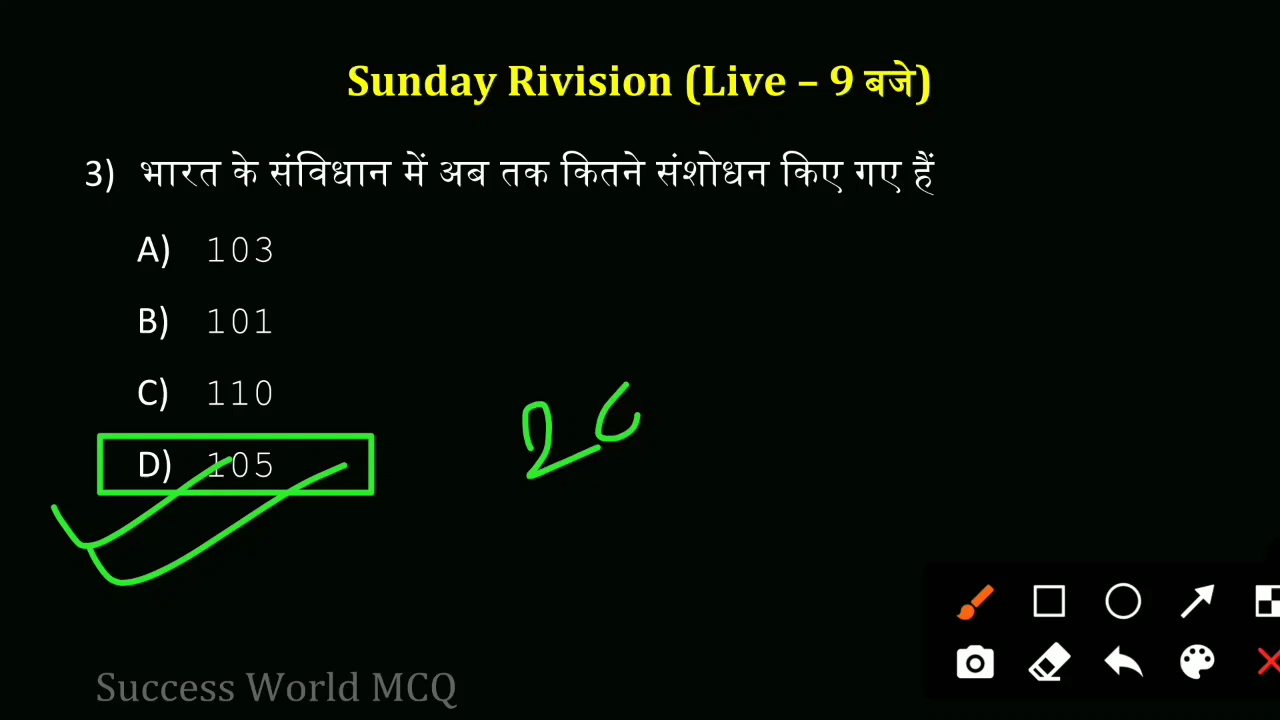 Sunday Rivision (Live – 9 बजे)
3) भारत के संविधान में अब तक कितने संशोधन किए गए हैं
A) 103
B) 101
C) 110
D) 105
Success World MCQ